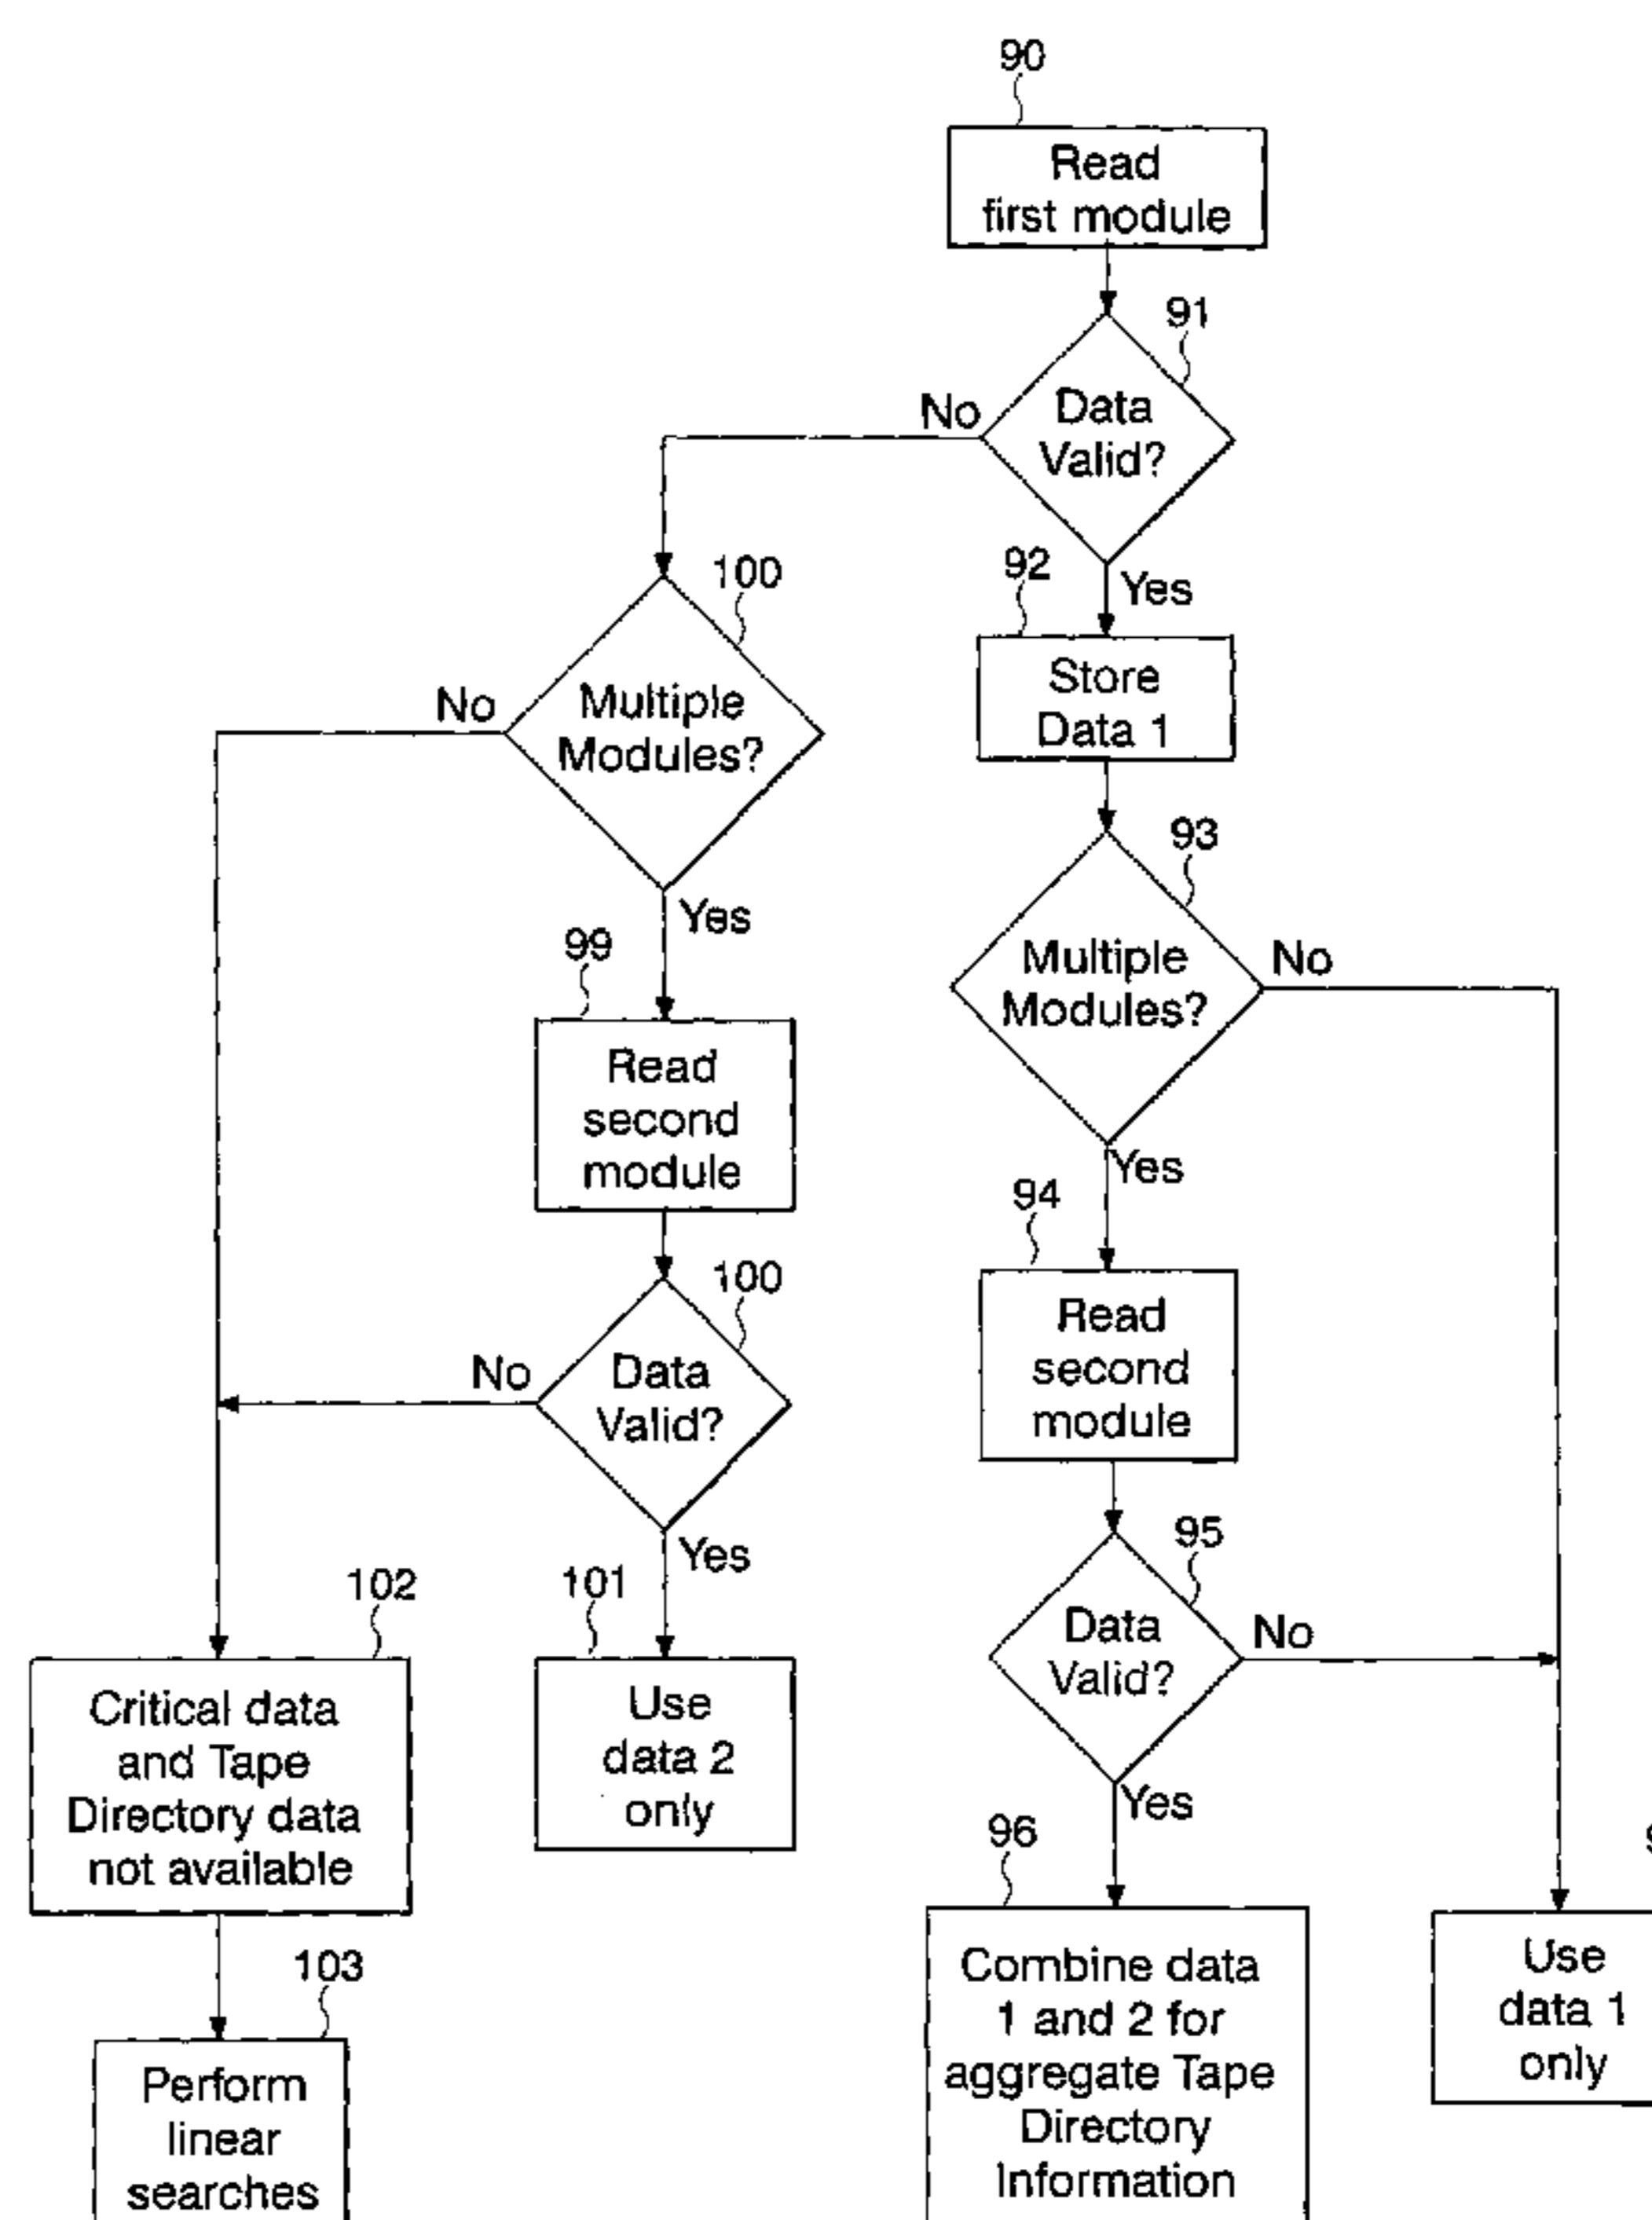 90
Read
first module
91
Data
Valid?
No
Yes
92
Store
Data 1
100
Multiple
Modules?
No
Yes
93
Multiple
Modules?
No
Yes
99
Read
second
module
94
Read
second
module
100
Data
Valid?
No
Yes
95
Data
Valid?
No
Yes
102
Critical data
and Tape
Directory data
not available
101
Use
data 2
only
96
Combine data
1 and 2 for
aggregate Tape
Directory
Information
Use
data 1
only
103
Perform
linear
searches